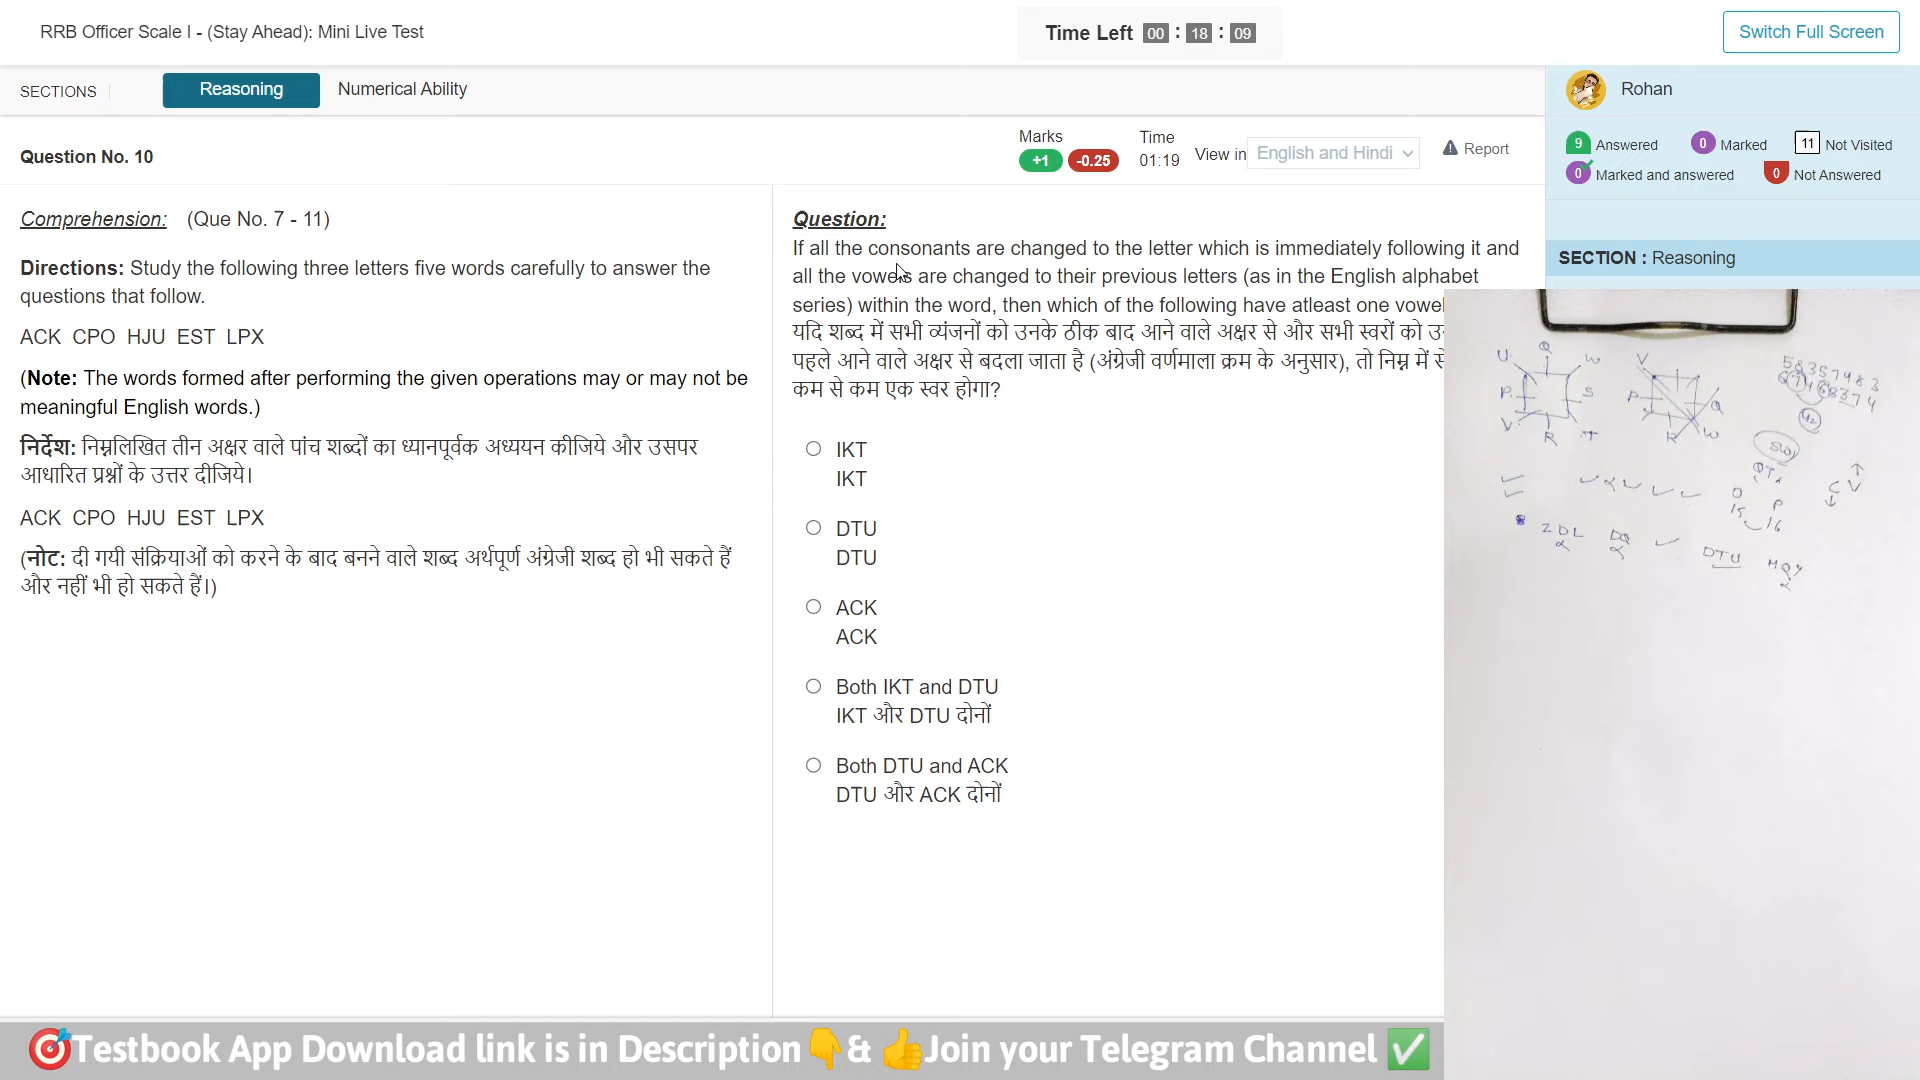 RRB Officer Scale I - (Stay Ahead): Mini Live Test
Time Left 00 : 18 : 09
Switch Full Screen
SECTIONS
Reasoning
Numerical Ability
Rohan
Question No. 10
Marks
+1 -0.25
Time
01:19
View in English and Hindi
Report
9 Answered
0 Marked
11 Not Visited
0 Marked and answered
0 Not Answered
SECTION : Reasoning
Comprehension: (Que No. 7 - 11)
Directions: Study the following three letters five words carefully to answer the
questions that follow.
ACK CPO HJU EST LPX
(Note: The words formed after performing the given operations may or may not be
meaningful English words.)
निर्देश: निम्नलिखित तीन अक्षर वाले पांच शब्दों का ध्यानपूर्वक अध्ययन कीजिये और उसपर
आधारित प्रश्नों के उत्तर दीजिये।
ACK CPO HJU EST LPX
(नोट: दी गयी संक्रियाओं को करने के बाद बनने वाले शब्द अर्थपूर्ण अंग्रेजी शब्द हो भी सकते हैं
और नहीं भी हो सकते हैं।)
Question:
If all the consonants are changed to the letter which is immediately following it and
all the vowels are changed to their previous letters (as in the English alphabet
series) within the word, then which of the following have atleast one vowel
यदि शब्द में सभी व्यंजनों को उनके ठीक बाद आने वाले अक्षर से और सभी स्वरों को
पहले आने वाले अक्षर से बदला जाता है (अंग्रेजी वर्णमाला क्रम के अनुसार), तो निम्न में से
कम से कम एक स्वर होगा?
IKT
IKT
DTU
DTU
ACK
ACK
Both IKT and DTU
IKT और DTU दोनों
Both DTU and ACK
DTU और ACK दोनों
U Q W
P S
V R T
V
P Q
R W
ZDL
DTU
Testbook App Download link is in Description & Join your Telegram Channel